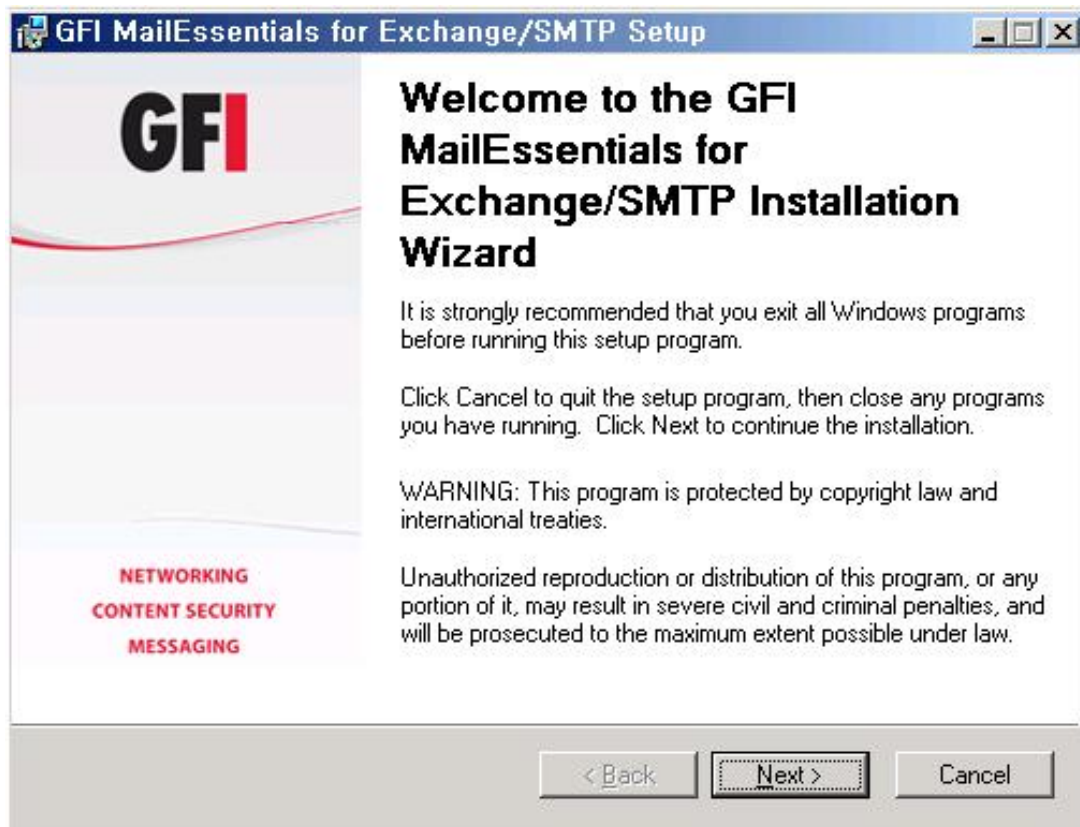 GFI MailEssentials for Exchange/SMTP Setup
GFI
Welcome to the GFI
MailEssentials for
Exchange/SMTP Installation
Wizard
It is strongly recommended that you exit all Windows programs
before running this setup program.
Click Cancel to quit the setup program, then close any programs
you have running.  Click Next to continue the installation.
WARNING: This program is protected by copyright law and
international treaties.
Unauthorized reproduction or distribution of this program, or any
portion of it, may result in severe civil and criminal penalties, and
will be prosecuted to the maximum extent possible under law.
NETWORKING
CONTENT SECURITY
MESSAGING
< Back
Next >
Cancel